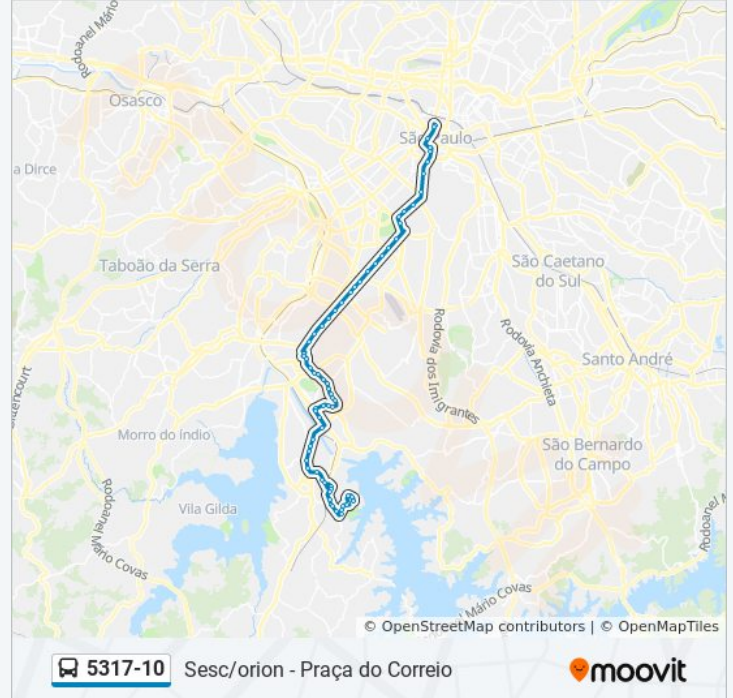 Rodoanel Mário
Osasco
São Paulo
a Dirce
Taboão da Serra
São Caetano
do Sul
Rodovia dos Imigrantes
Rodovia Anchieta
Santo André
Morro do índio
São Bernardo
do Campo
Vila Gilda
Rodoanel Mário Covas
Rodoanel
Mário Covas
© OpenStreetMap contributors | © OpenMapTiles
5317-10 Sesc/orion - Praça do Correio
moovit